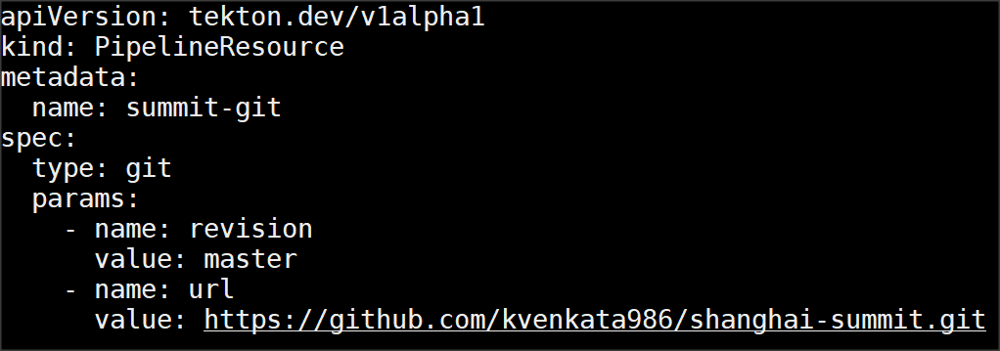 apiVersion: tekton.dev/v1alpha1
kind: PipelineResource
metadata:
  name: summit-git
spec:
  type: git
  params:
    - name: revision
      value: master
    - name: url
      value: https://github.com/kvenkata986/shanghai-summit.git